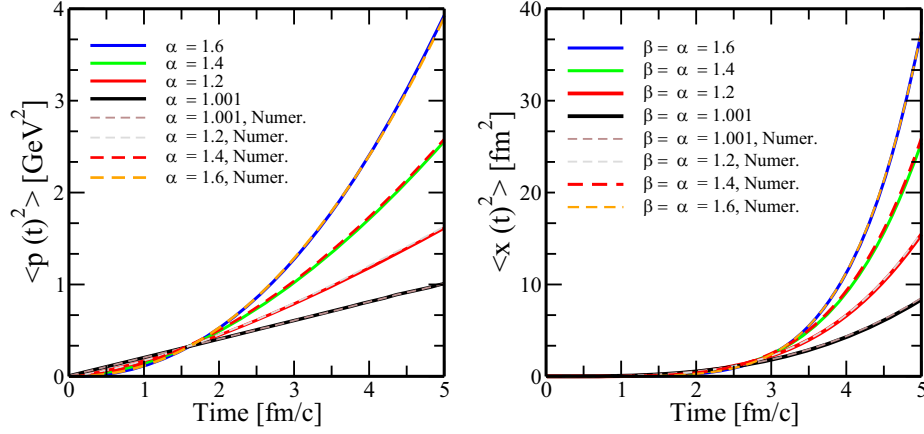 4
3
2
1
0
<p (t)^2> [GeV^2]
α = 1.6
α = 1.4
α = 1.2
α = 1.001
α = 1.001, Numer.
α = 1.2, Numer.
α = 1.4, Numer.
α = 1.6, Numer.
0 1 2 3 4 5
Time [fm/c]
40
30
20
10
0
<x (t)^2> [fm^2]
β = α = 1.6
β = α = 1.4
β = α = 1.2
β = α = 1.001
β = α = 1.001, Numer.
β = α = 1.2, Numer.
β = α = 1.4, Numer.
β = α = 1.6, Numer.
0 1 2 3 4 5
Time [fm/c]